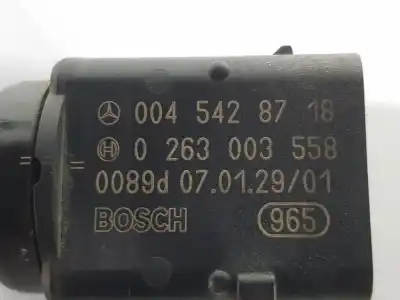 004 542 87 18
0 263 003 558
0089d 07.01.29/01
BOSCH 965